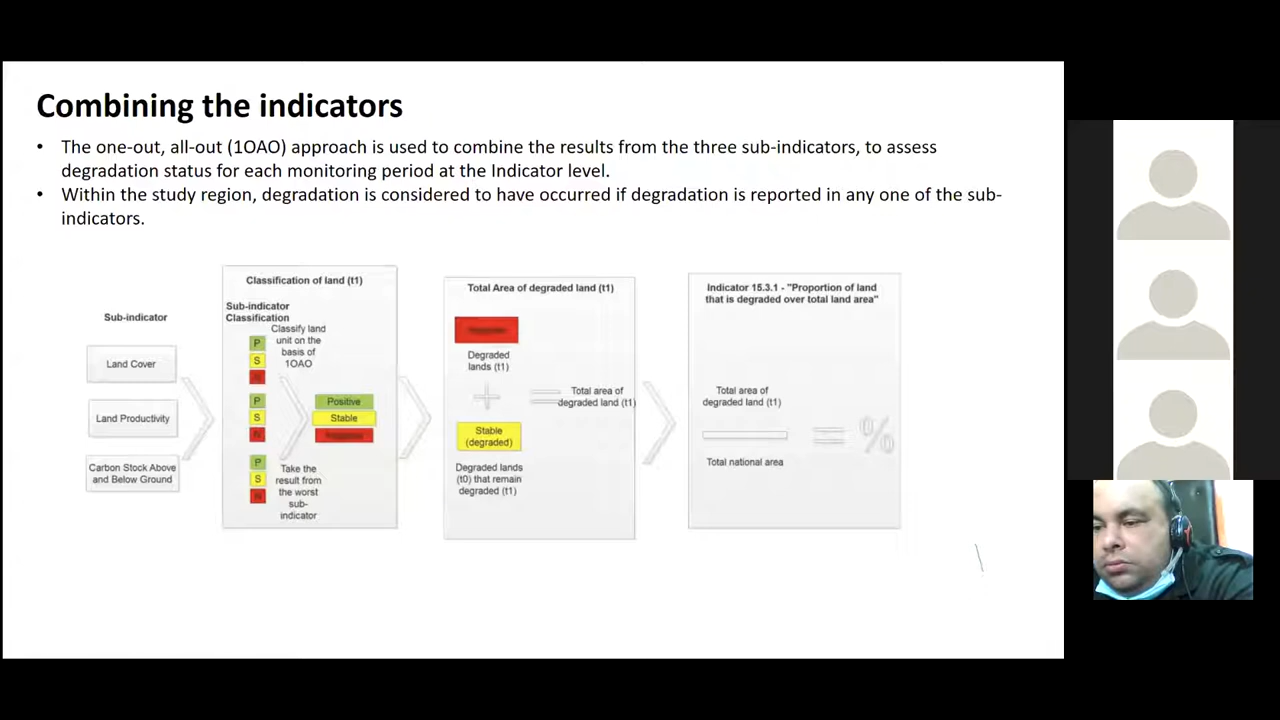 Combining the indicators
• The one-out, all-out (1OAO) approach is used to combine the results from the three sub-indicators, to assess
degradation status for each monitoring period at the Indicator level.
• Within the study region, degradation is considered to have occurred if degradation is reported in any one of the sub-
indicators.
Sub-indicator
Land Cover
Land Productivity
Carbon Stock Above
and Below Ground
Classification of land (t1)
Sub-indicator
Classification
P
S
N
P
S
N
P
S
N
Classify land
unit on the
basis of
1OAO
Positive
Stable
Take the
result from
the worst
sub-
indicator
Total Area of degraded land (t1)
Degraded
lands (t1)
+
Stable
(degraded)
Degraded lands
(t0) that remain
degraded (t1)
=
Total area of
degraded land (t1)
Indicator 15.3.1 - "Proportion of land
that is degraded over total land area"
Total area of
degraded land (t1)
Total national area
= %